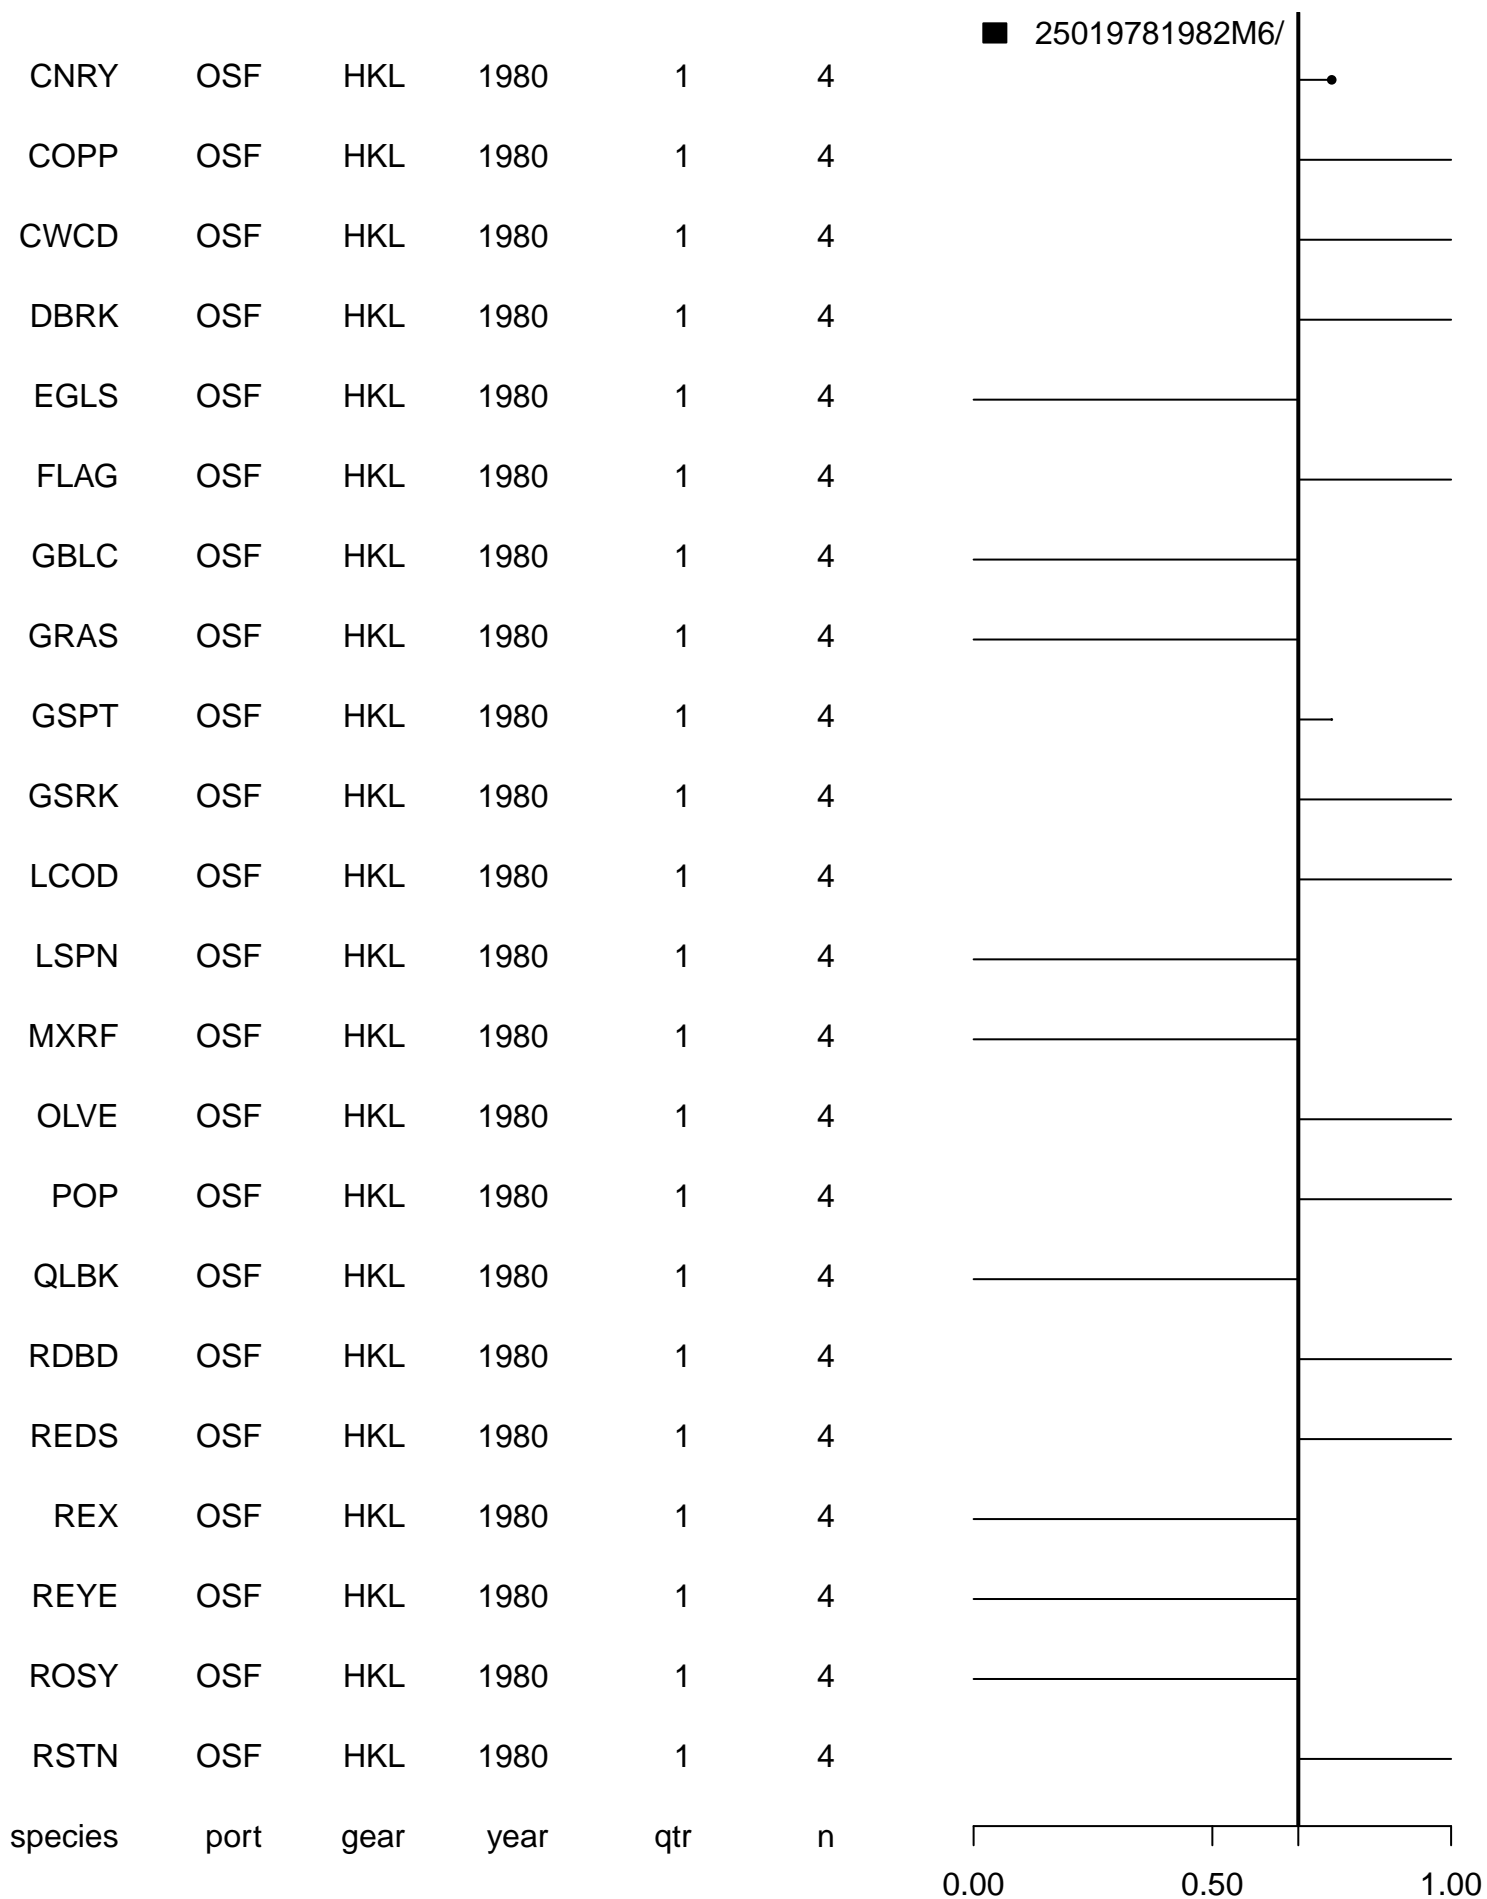 25019781982M6/
CNRY OSF HKL 1980 1 4
COPP OSF HKL 1980 1 4
CWCD OSF HKL 1980 1 4
DBRK OSF HKL 1980 1 4
EGLS OSF HKL 1980 1 4
FLAG OSF HKL 1980 1 4
GBLC OSF HKL 1980 1 4
GRAS OSF HKL 1980 1 4
GSPT OSF HKL 1980 1 4
GSRK OSF HKL 1980 1 4
LCOD OSF HKL 1980 1 4
LSPN OSF HKL 1980 1 4
MXRF OSF HKL 1980 1 4
OLVE OSF HKL 1980 1 4
POP OSF HKL 1980 1 4
QLBK OSF HKL 1980 1 4
RDBD OSF HKL 1980 1 4
REDS OSF HKL 1980 1 4
REX OSF HKL 1980 1 4
REYE OSF HKL 1980 1 4
ROSY OSF HKL 1980 1 4
RSTN OSF HKL 1980 1 4
species port gear year qtr n
0.00 0.50 1.00